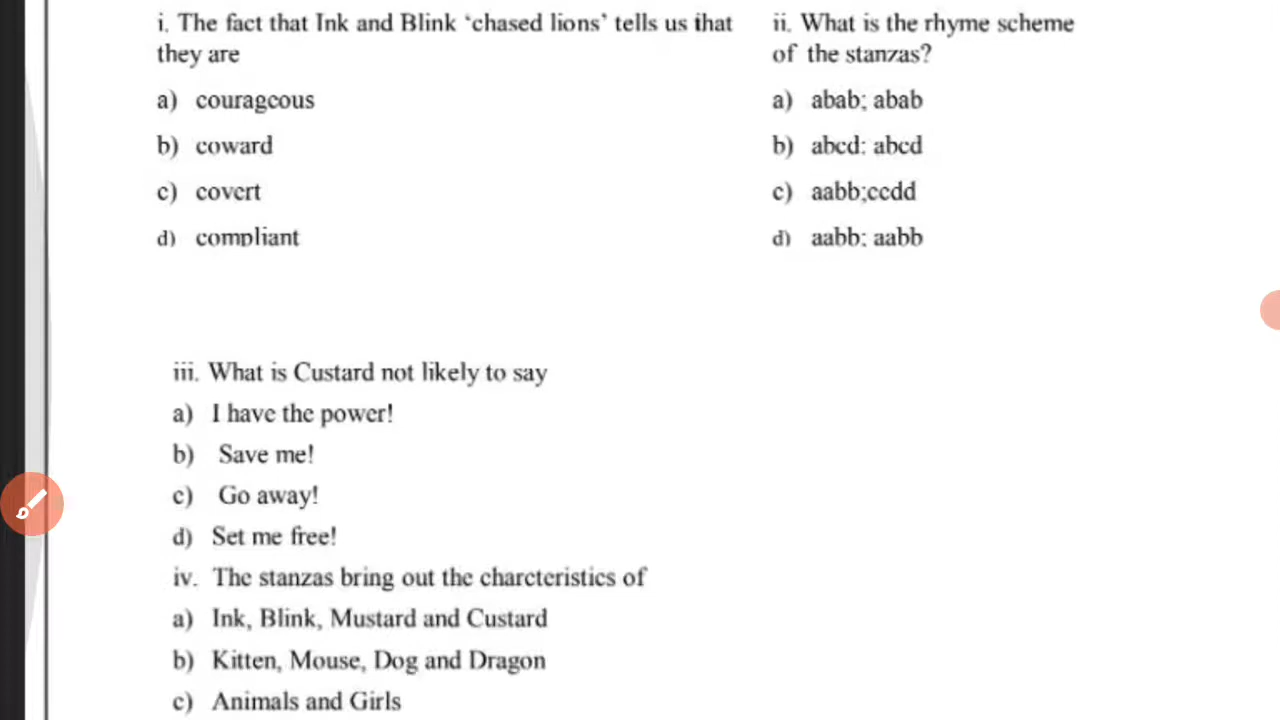 i. The fact that Ink and Blink ‘chased lions’ tells us that
they are
a) courageous
b) coward
c) covert
d) compliant
ii. What is the rhyme scheme
of the stanzas?
a) abab; abab
b) abcd: abcd
c) aabb;ccdd
d) aabb; aabb
iii. What is Custard not likely to say
a) I have the power!
b) Save me!
c) Go away!
d) Set me free!
iv. The stanzas bring out the charcteristics of
a) Ink, Blink, Mustard and Custard
b) Kitten, Mouse, Dog and Dragon
c) Animals and Girls